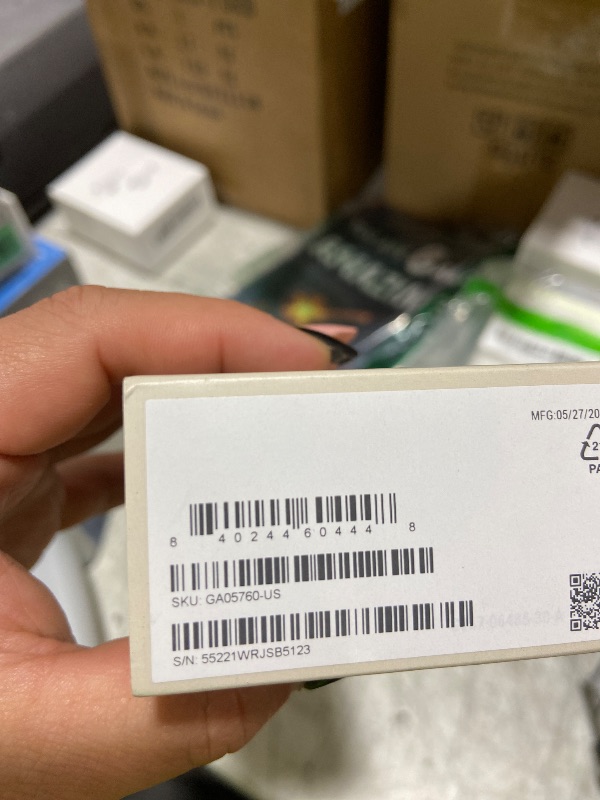 MFG:05/27/20
8 40244 60444 8
SKU: GA05760-US
S/N: 55221WRJSB5123